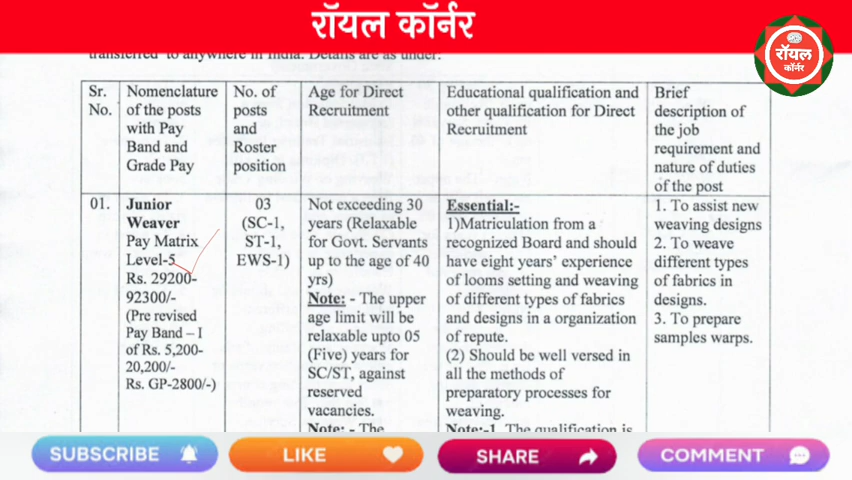 रॉयल कॉर्नर
रॉयल
कॉर्नर
transferred to anywhere in India. Details are as under:
Sr. No.
Nomenclature of the posts with Pay Band and Grade Pay
No. of posts and Roster position
Age for Direct Recruitment
Educational qualification and other qualification for Direct Recruitment
Brief description of the job requirement and nature of duties of the post
01.
Junior
Weaver
Pay Matrix
Level-5
Rs. 29200-
92300/-
(Pre revised
Pay Band – I
of Rs. 5,200-
20,200/-
Rs. GP-2800/-)
03
(SC-1,
ST-1,
EWS-1)
Not exceeding 30
years (Relaxable
for Govt. Servants
up to the age of 40
yrs)
Note: - The upper
age limit will be
relaxable upto 05
(Five) years for
SC/ST, against
reserved
vacancies.
Note: - The
Essential:-
1)Matriculation from a
recognized Board and should
have eight years’ experience
of looms setting and weaving
of different types of fabrics
and designs in a organization
of repute.
(2) Should be well versed in
all the methods of
preparatory processes for
weaving.
Note:-1. The qualification is
1. To assist new
weaving designs
2. To weave
different types
of fabrics in
designs.
3. To prepare
samples warps.
SUBSCRIBE
LIKE
SHARE
COMMENT